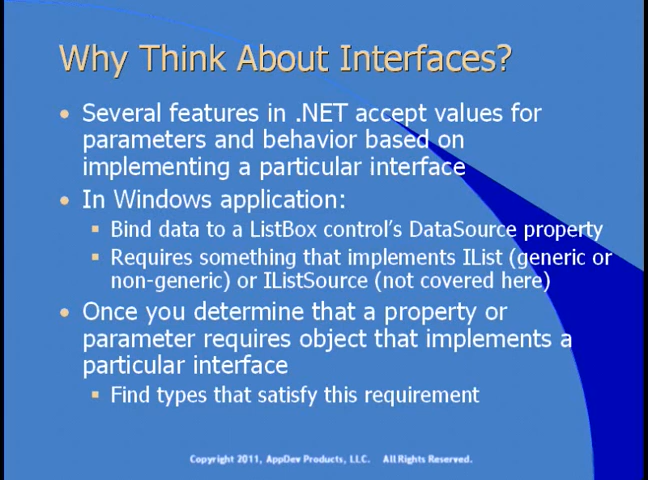 Why Think About Interfaces?
• Several features in .NET accept values for
parameters and behavior based on
implementing a particular interface
• In Windows application:
▪ Bind data to a ListBox control's DataSource property
▪ Requires something that implements IList (generic or
non-generic) or IListSource (not covered here)
• Once you determine that a property or
parameter requires object that implements a
particular interface
▪ Find types that satisfy this requirement
Copyright 2011, AppDev Products, LLC. All Rights Reserved.